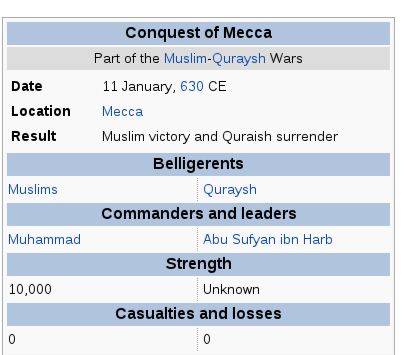 Conquest of Mecca
Part of the Muslim-Quraysh Wars
Date 11 January, 630 CE
Location Mecca
Result Muslim victory and Quraish surrender
Belligerents
Muslims Quraysh
Commanders and leaders
Muhammad Abu Sufyan ibn Harb
Strength
10,000 Unknown
Casualties and losses
0 0